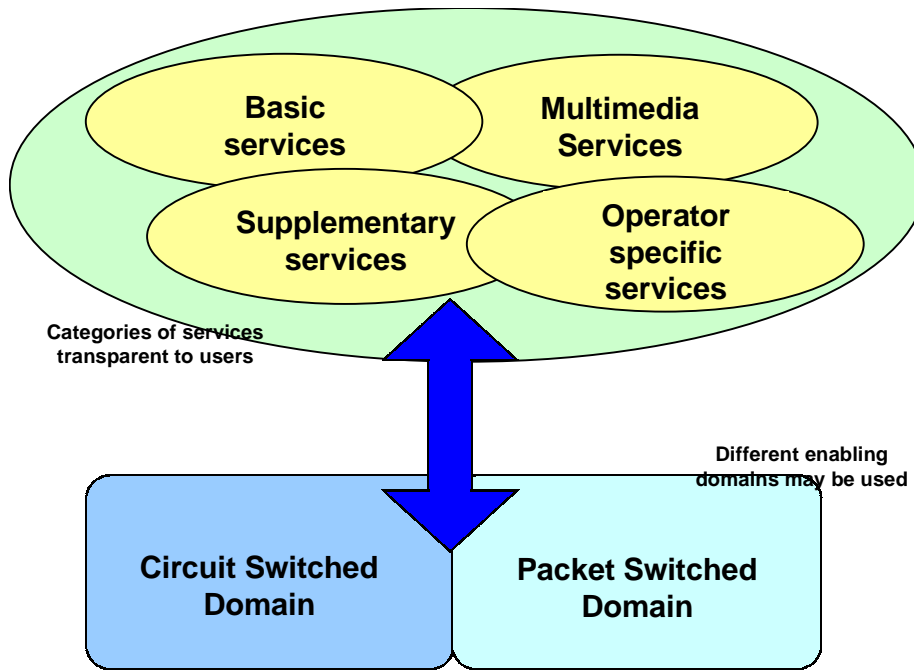 Basic
services
Multimedia
Services
Supplementary
services
Operator
specific
services
Categories of services
transparent to users
Different enabling
domains may be used
Circuit Switched
Domain
Packet Switched
Domain